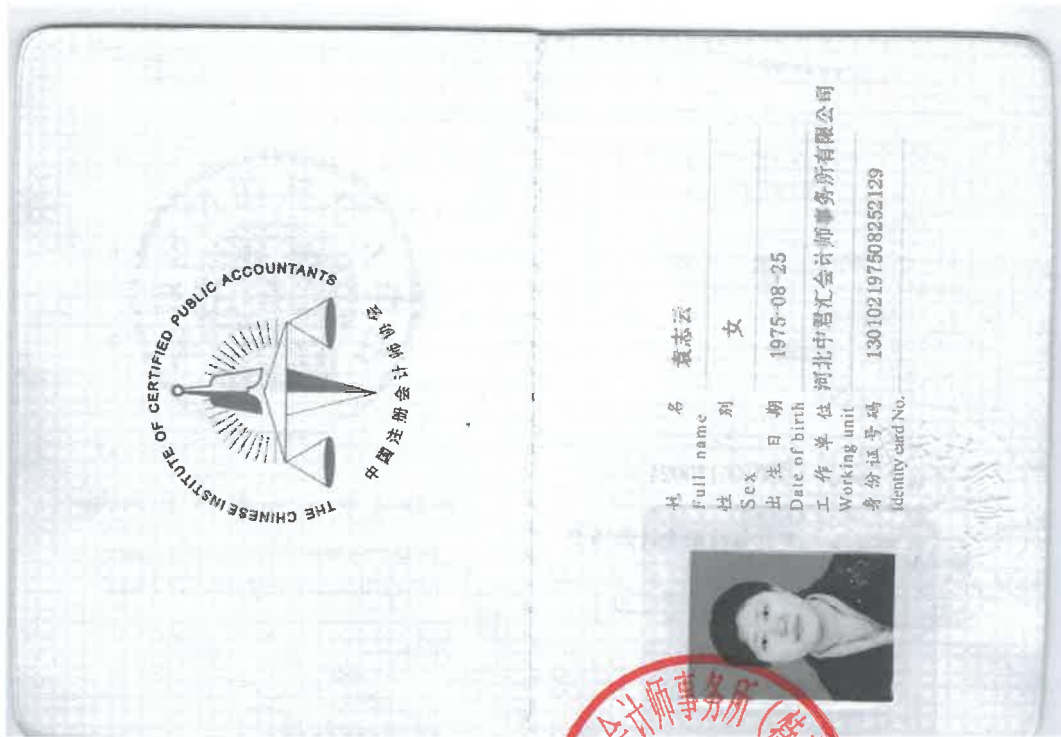 THE CHINESE INSTITUTE OF CERTIFIED PUBLIC ACCOUNTANTS
中国注册会计师协会
姓 名 袁志云
Full name
性 别 女
Sex
出 生 日 期 1975-08-25
Date of birth
工 作 单 位 河北中智汇会计师事务所有限公司
Working unit
身 份 证 号 码 130102197508252129
Identity card No.
会计师事务所(特